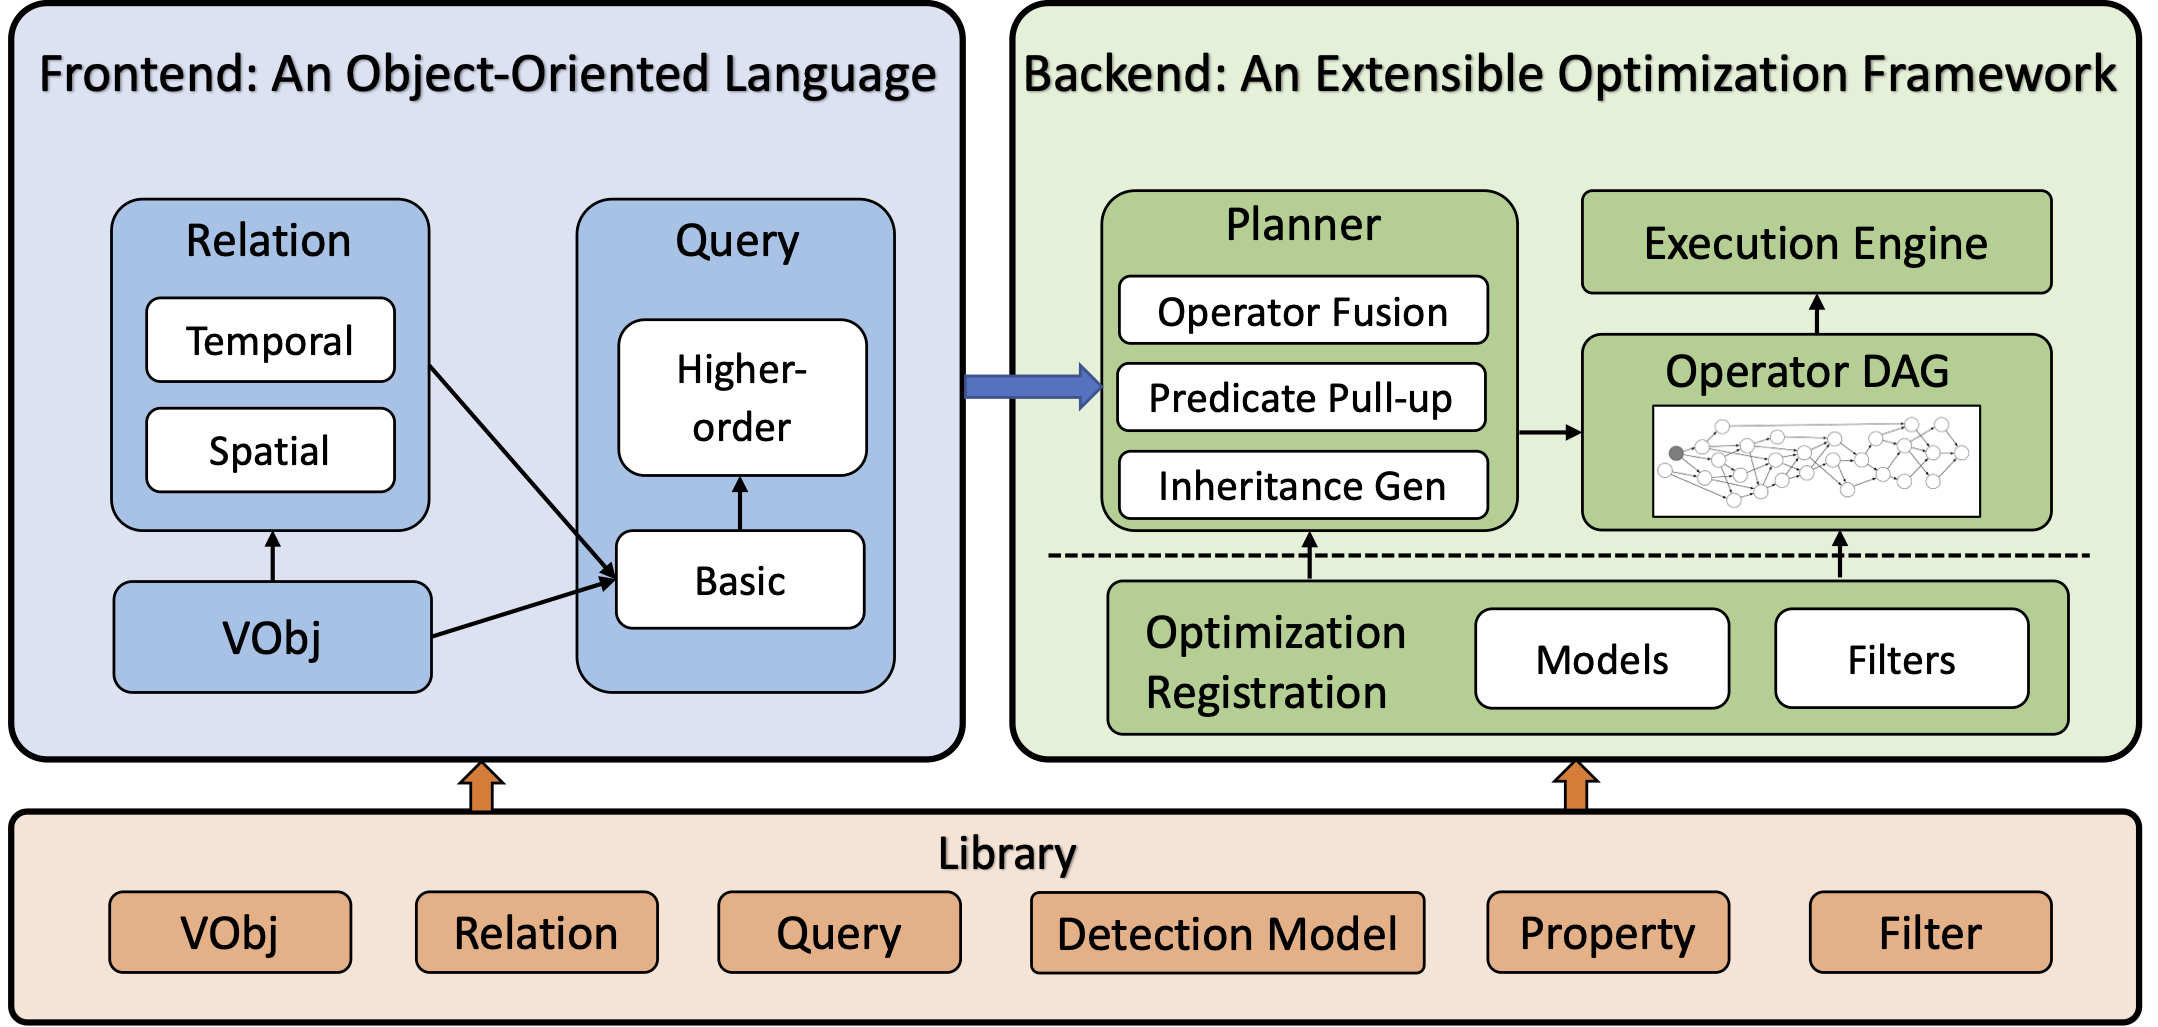 Frontend: An Object-Oriented Language
Relation
Temporal
Spatial
VObj
Query
Higher-
order
Basic
Backend: An Extensible Optimization Framework
Planner
Operator Fusion
Predicate Pull-up
Inheritance Gen
Execution Engine
Operator DAG
Optimization
Registration
Models
Filters
Library
VObj
Relation
Query
Detection Model
Property
Filter